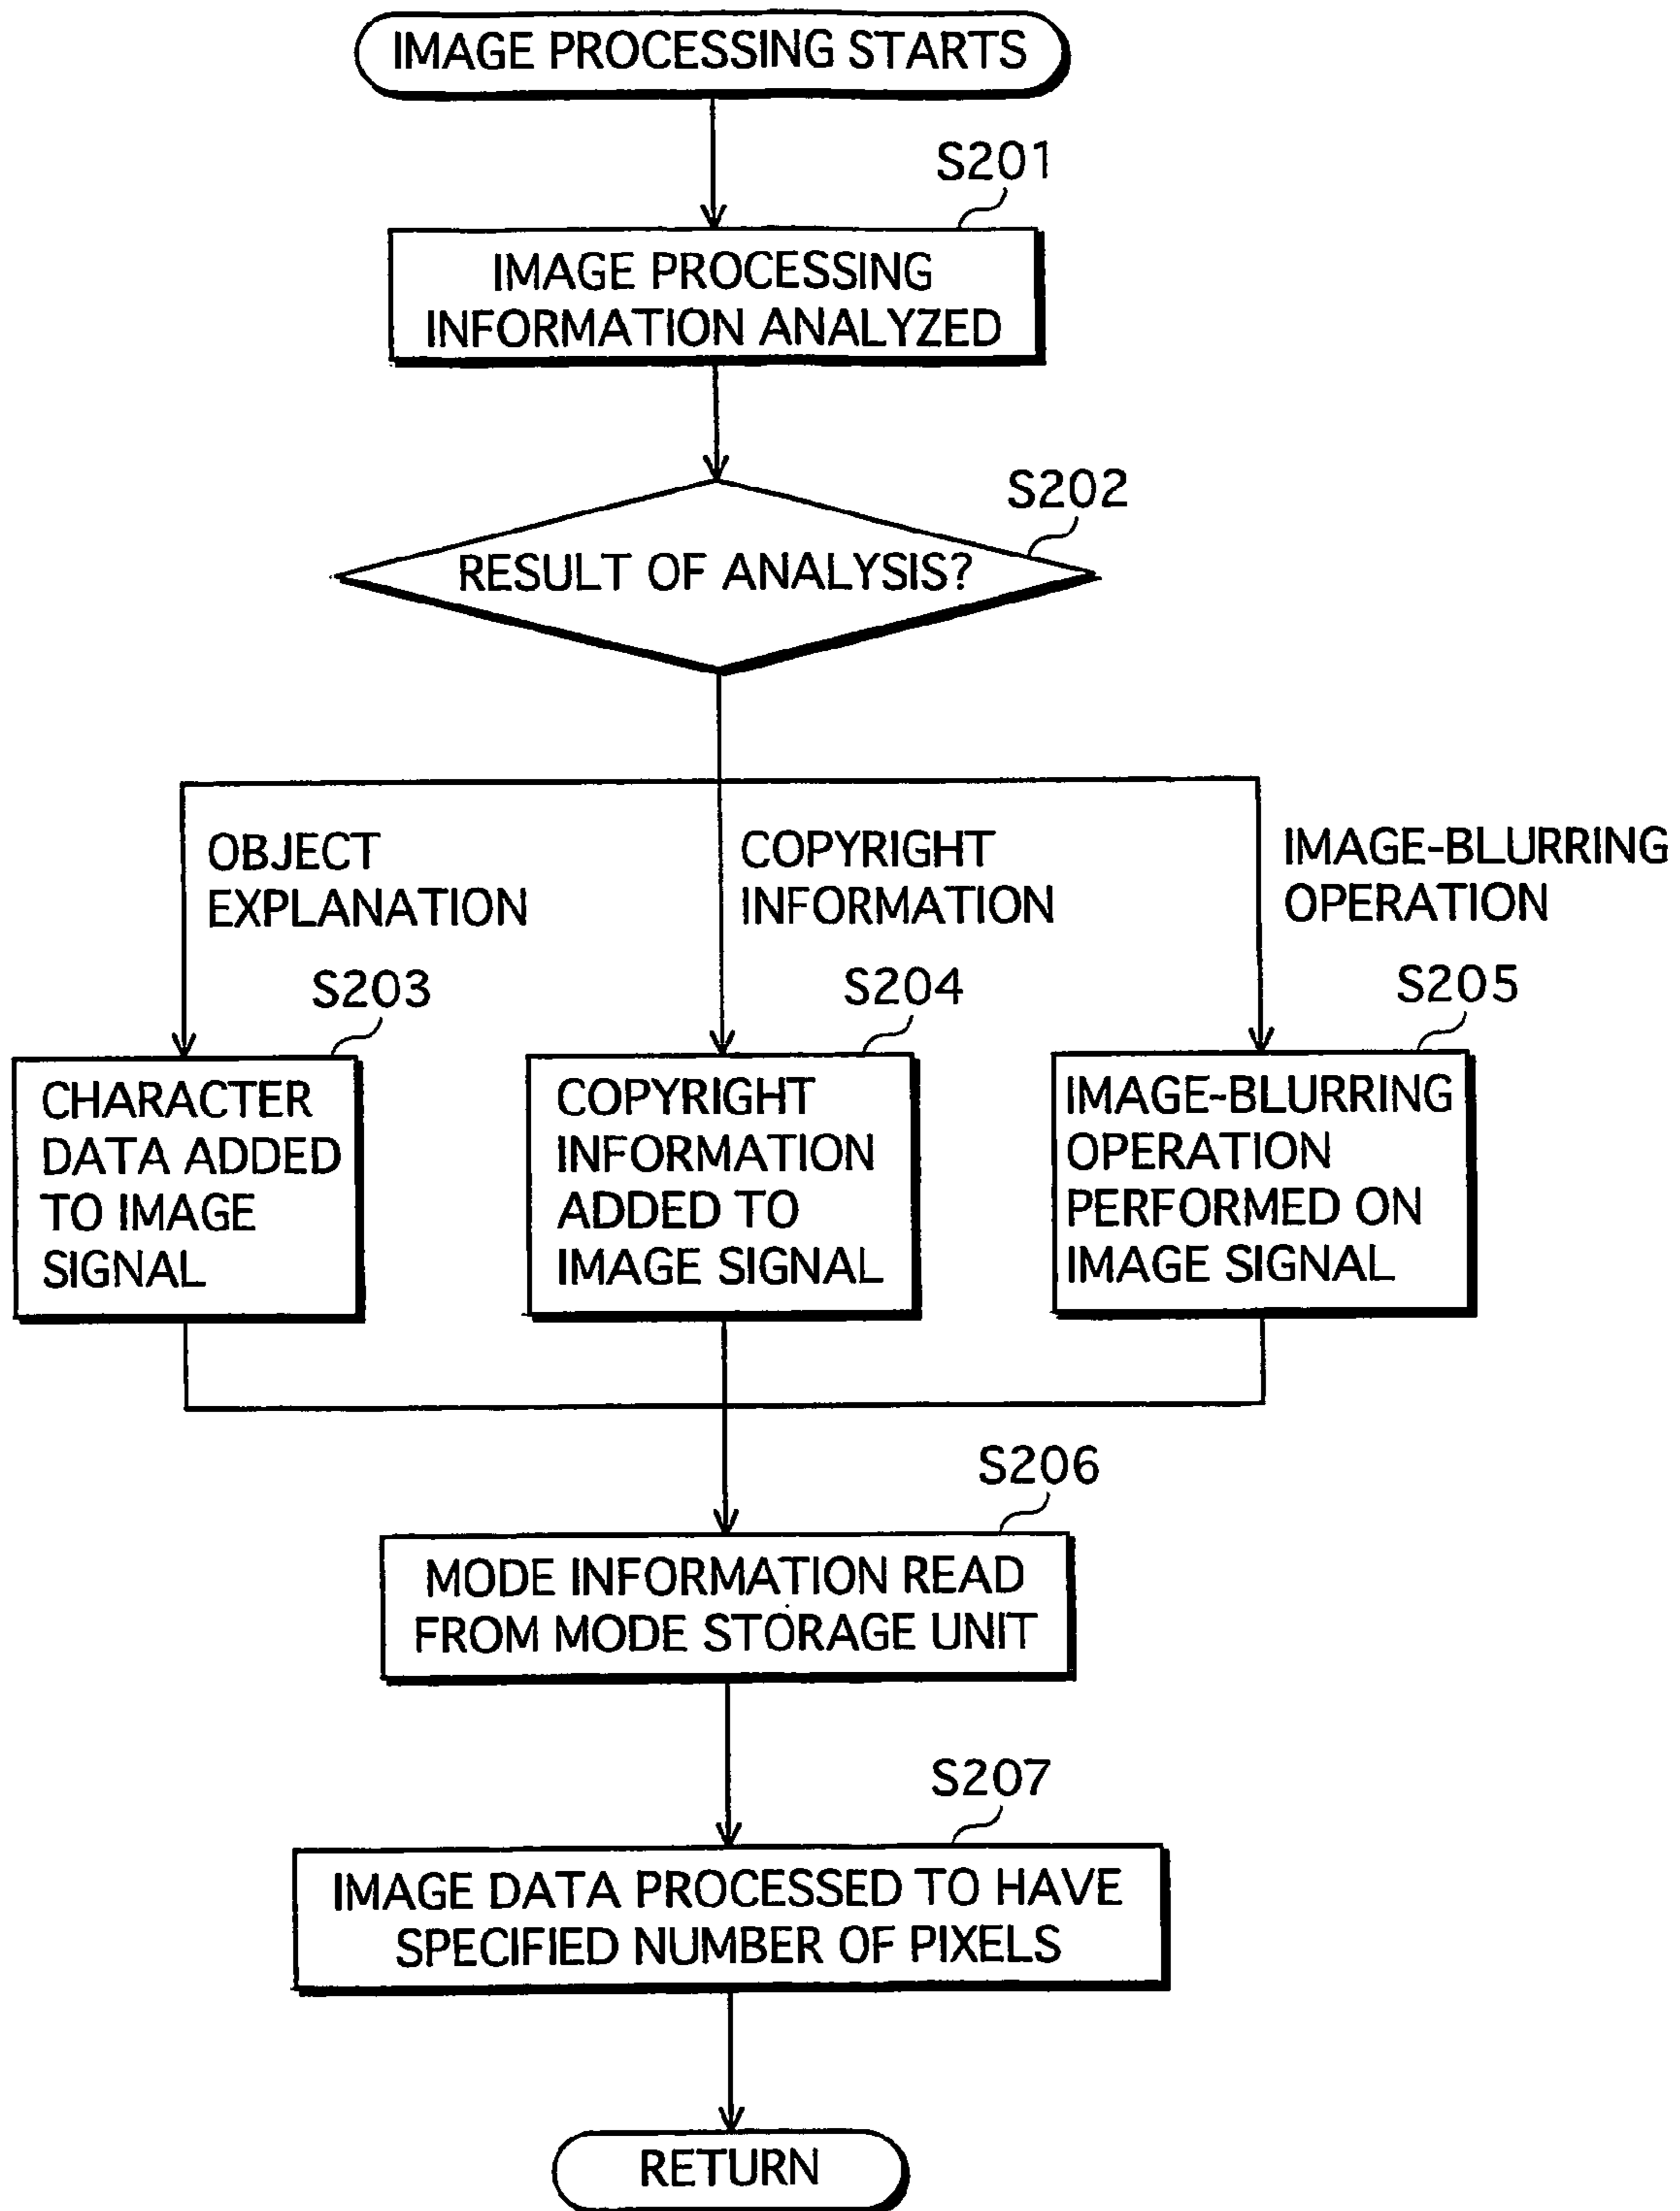 IMAGE PROCESSING STARTS
S201
IMAGE PROCESSING
INFORMATION ANALYZED
S202
RESULT OF ANALYSIS?
OBJECT
EXPLANATION
COPYRIGHT
INFORMATION
IMAGE-BLURRING
OPERATION
S203
S204
S205
CHARACTER
DATA ADDED
TO IMAGE
SIGNAL
COPYRIGHT
INFORMATION
ADDED TO
IMAGE SIGNAL
IMAGE-BLURRING
OPERATION
PERFORMED ON
IMAGE SIGNAL
S206
MODE INFORMATION READ
FROM MODE STORAGE UNIT
S207
IMAGE DATA PROCESSED TO HAVE
SPECIFIED NUMBER OF PIXELS
RETURN